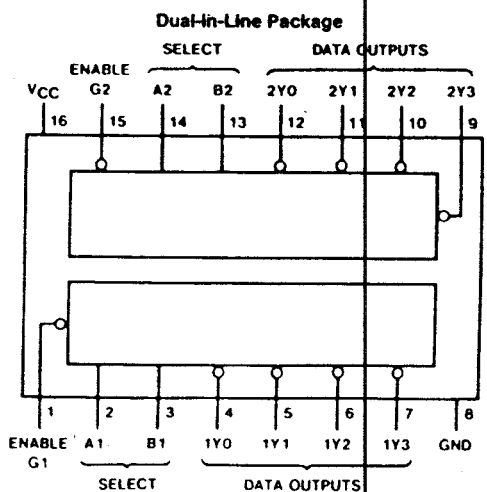 Dual-In-Line Package
SELECT DATA OUTPUTS
ENABLE
VCC G2 A2 B2 2Y0 2Y1 2Y2 2Y3
16 15 14 13 12 11 10 9
1 2 3 4 5 6 7 8
ENABLE A1 B1 1Y0 1Y1 1Y2 1Y3 GND
G1
SELECT DATA OUTPUTS